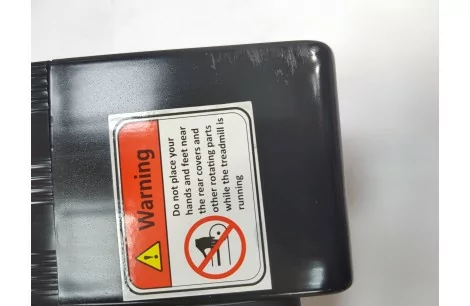 Warning
Do not place your
hands and feet near
the rear covers and
other rotating parts
while the treadmill is
running